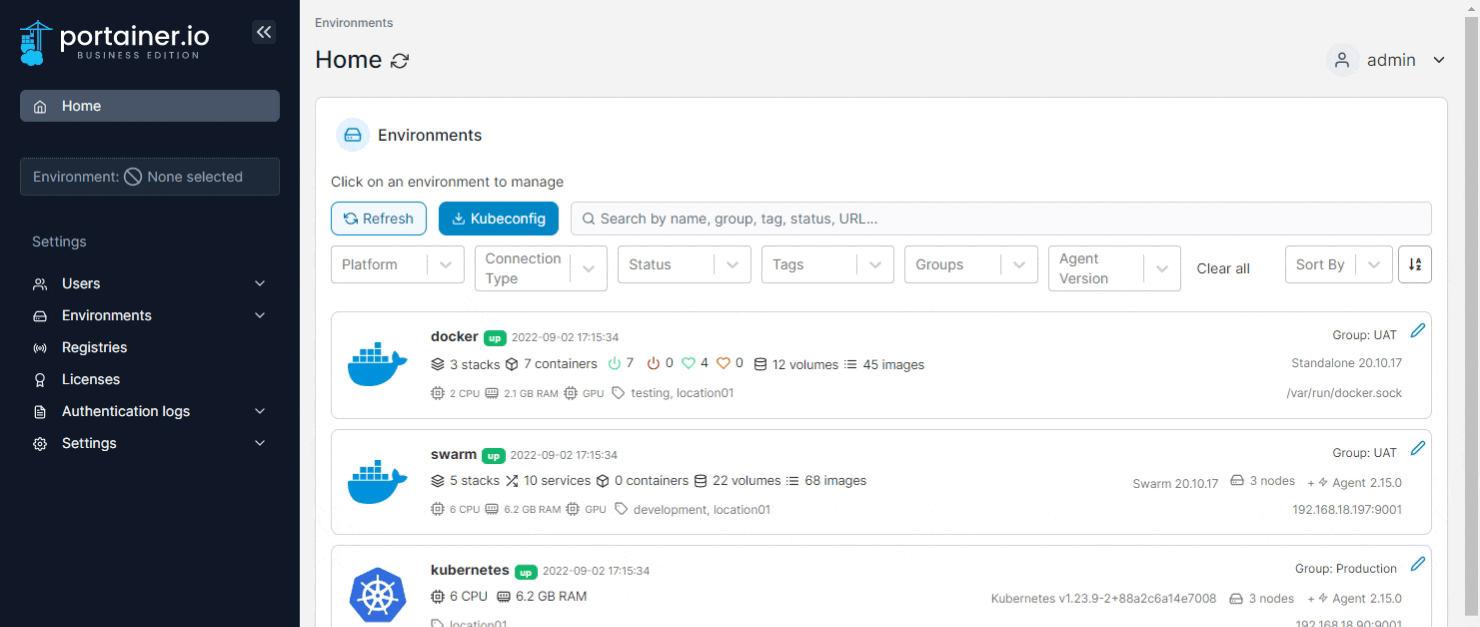 portainer.io
BUSINESS EDITION
Home
Environment: None selected
Settings
Users
Environments
Registries
Licenses
Authentication logs
Settings
Environments
Home
admin
Environments
Click on an environment to manage
Refresh Kubeconfig Search by name, group, tag, status, URL...
Platform Connection Type Status Tags Groups Agent Version Clear all Sort By
docker up 2022-09-02 17:15:34 Group: UAT
3 stacks 7 containers 7 0 4 0 12 volumes 45 images Standalone 20.10.17
2 CPU 2.1 GB RAM GPU testing, location01 /var/run/docker.sock
swarm up 2022-09-02 17:15:34 Group: UAT
5 stacks 10 services 0 containers 22 volumes 68 images Swarm 20.10.17 3 nodes + Agent 2.15.0
6 CPU 6.2 GB RAM GPU development, location01 192.168.18.197:9001
kubernetes up 2022-09-02 17:15:34 Group: Production
6 CPU 6.2 GB RAM Kubernetes v1.23.9-2+88a2c6a14e7008 3 nodes + Agent 2.15.0
location01 192.168.18.90:9001